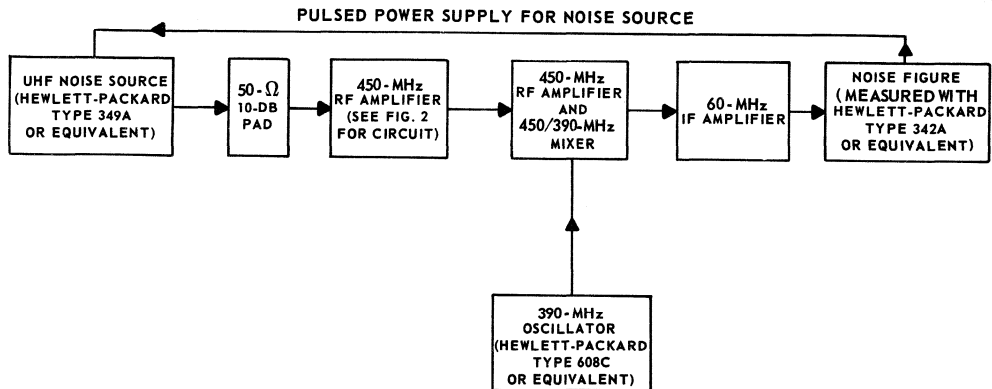 PULSED POWER SUPPLY FOR NOISE SOURCE
UHF NOISE SOURCE
(HEWLETT-PACKARD
TYPE 349A
OR EQUIVALENT)
50-Ω
10-DB
PAD
450-MHz
RF AMPLIFIER
(SEE FIG. 2
FOR CIRCUIT)
450-MHz
RF AMPLIFIER
AND
450/390-MHz
MIXER
60-MHz
IF AMPLIFIER
NOISE FIGURE
(MEASURED WITH
HEWLETT-PACKARD
TYPE 342A
OR EQUIVALENT)
390-MHz
OSCILLATOR
(HEWLETT-PACKARD
TYPE 608C
OR EQUIVALENT)